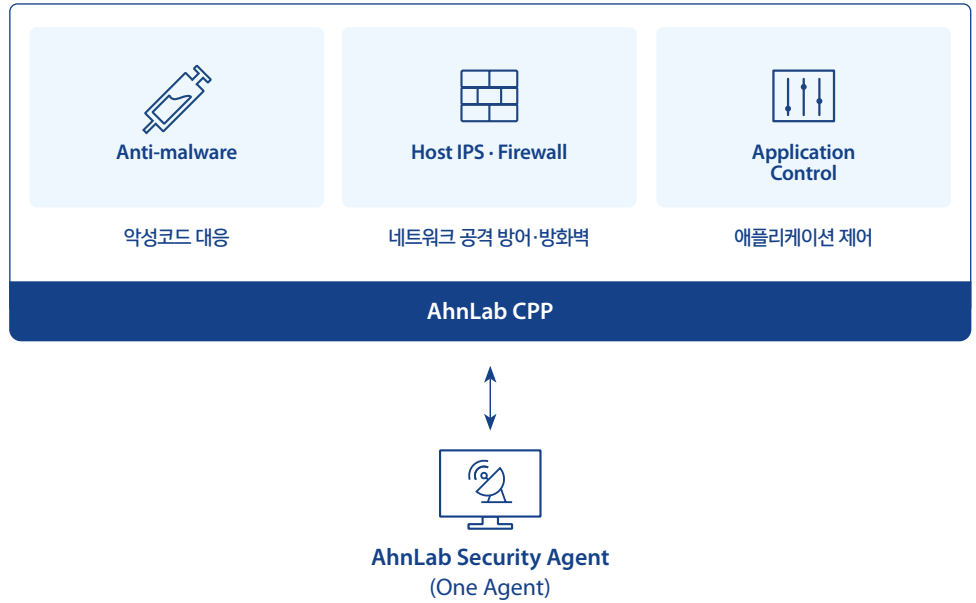 Anti-malware
Host IPS · Firewall
Application
Control
악성코드 대응
네트워크 공격 방어·방화벽
애플리케이션 제어
AhnLab CPP
AhnLab Security Agent
(One Agent)